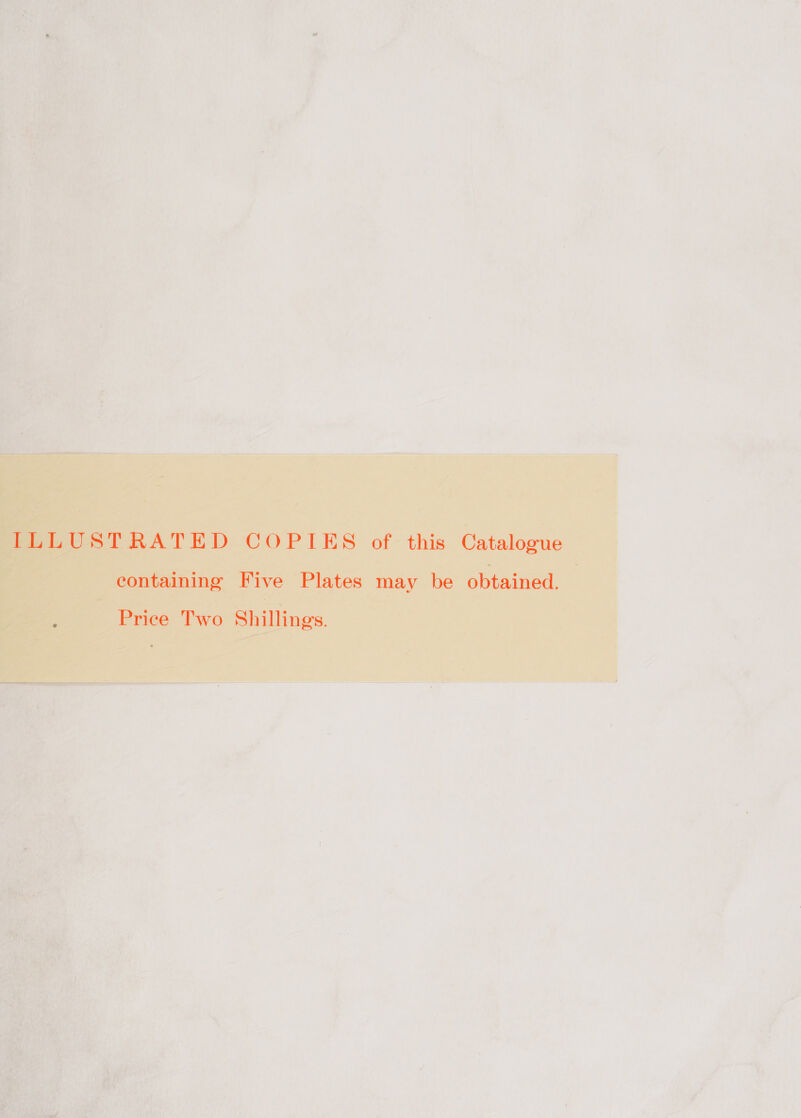 ILLUSTRATED COPIES of this Catalogue
containing Five Plates may be obtained.
Price Two Shillings.